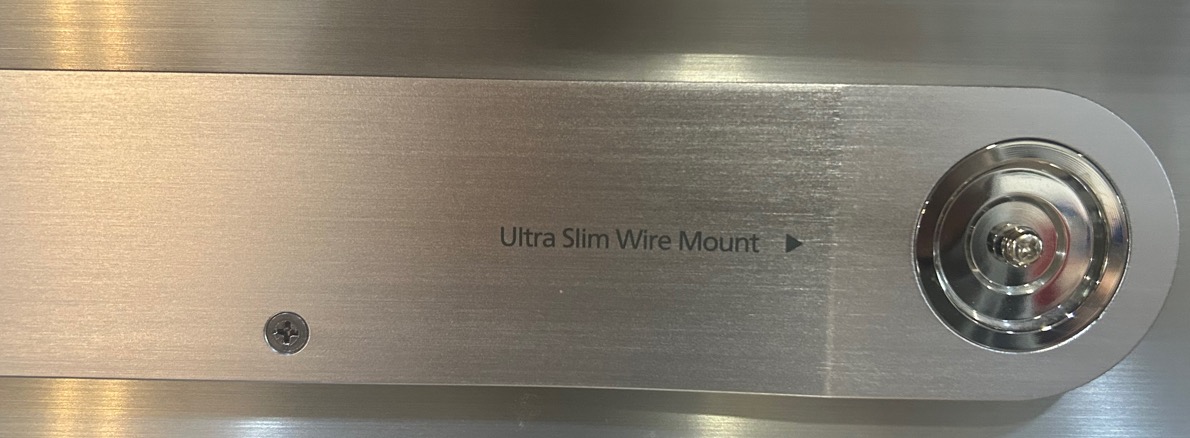 Ultra Slim Wire Mount ▶